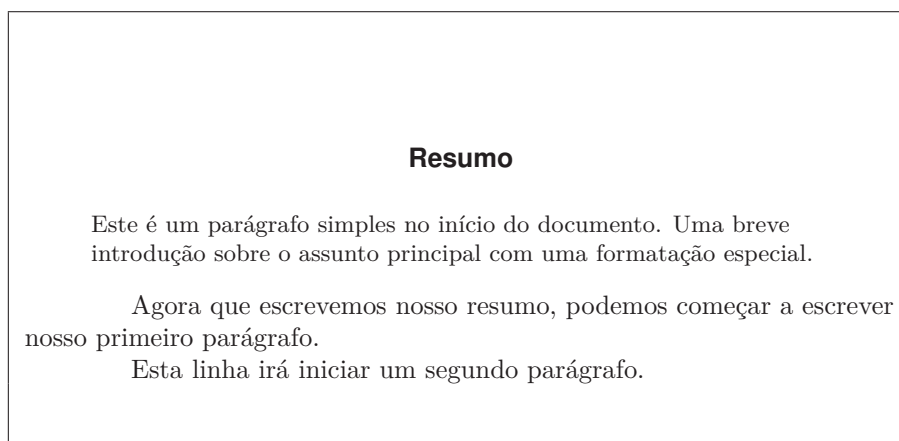 Resumo
Este é um parágrafo simples no início do documento. Uma breve
introdução sobre o assunto principal com uma formatação especial.
Agora que escrevemos nosso resumo, podemos começar a escrever
nosso primeiro parágrafo.
Esta linha irá iniciar um segundo parágrafo.